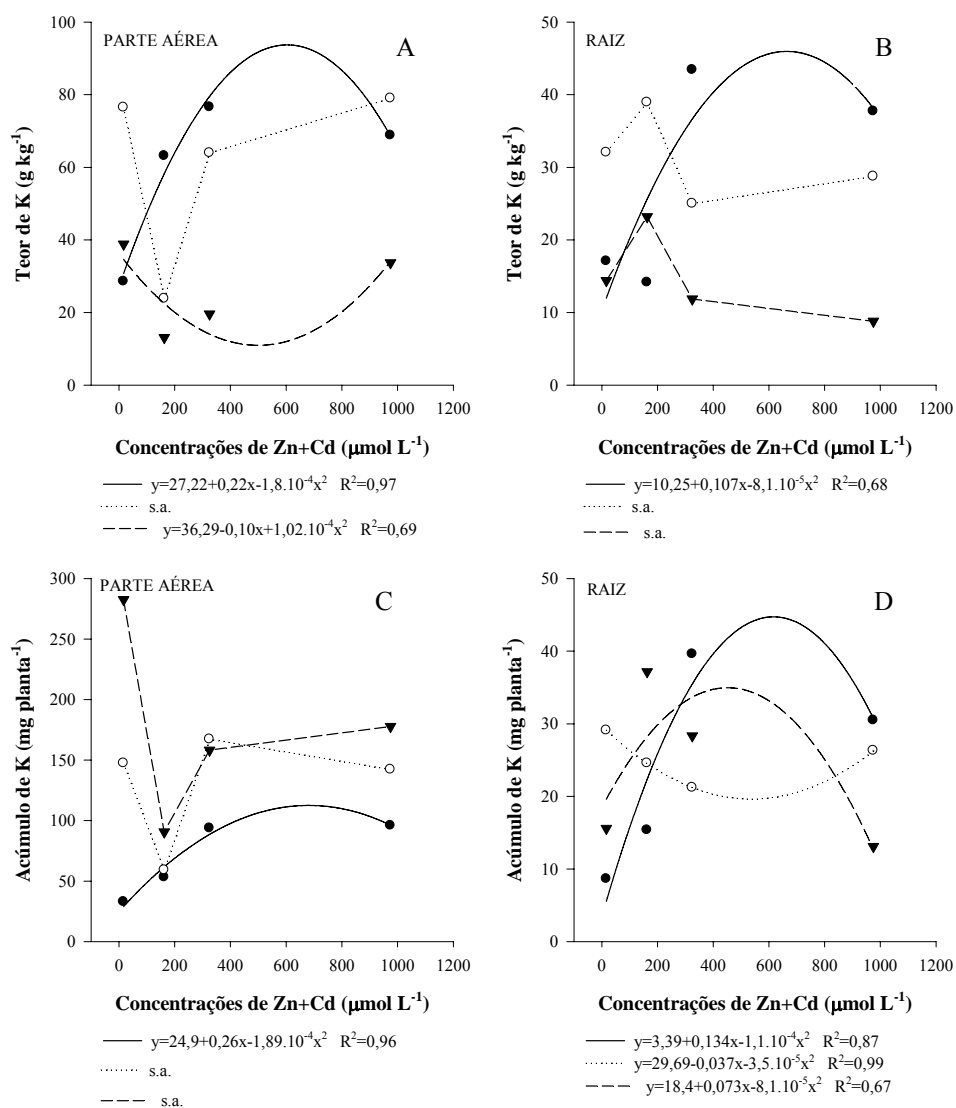 PARTE AÉREA
A
Teor de K (g kg⁻¹)
100
80
60
40
20
0
0 200 400 600 800 1000 1200
Concentrações de Zn+Cd (μmol L⁻¹)
y=27,22+0,22x-1,8.10⁻⁴x² R²=0,97
s.a.
y=36,29-0,10x+1,02.10⁻⁴x² R²=0,69
RAIZ
B
Teor de K (g kg⁻¹)
50
40
30
20
10
0
0 200 400 600 800 1000 1200
Concentrações de Zn+Cd (μmol L⁻¹)
y=10,25+0,107x-8,1.10⁻⁵x² R²=0,68
s.a.
s.a.
PARTE AÉREA
C
Acúmulo de K (mg planta⁻¹)
300
250
200
150
100
50
0
0 200 400 600 800 1000 1200
Concentrações de Zn+Cd (μmol L⁻¹)
y=24,9+0,26x-1,89.10⁻⁴x² R²=0,96
s.a.
s.a.
RAIZ
D
Acúmulo de K (mg planta⁻¹)
50
40
30
20
10
0
0 200 400 600 800 1000 1200
Concentrações de Zn+Cd (μmol L⁻¹)
y=3,39+0,134x-1,1.10⁻⁴x² R²=0,87
y=29,69-0,037x-3,5.10⁻⁵x² R²=0,99
y=18,4+0,073x-8,1.10⁻⁵x² R²=0,67